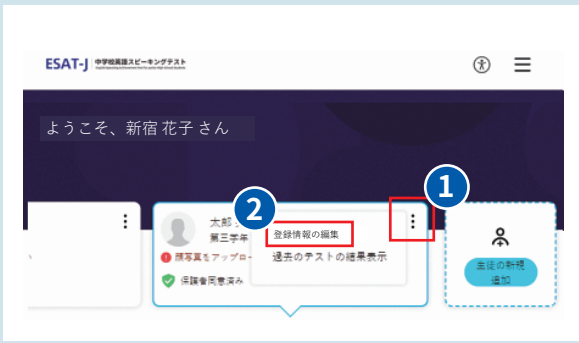 ESAT-J 中学校英語スピーキングテスト
ようこそ、新宿 花子 さん
1
2
太郎
第三学年
登録情報の編集
顔写真をアップロー
過去のテストの結果表示
保護者同意済み
生徒の新規
追加